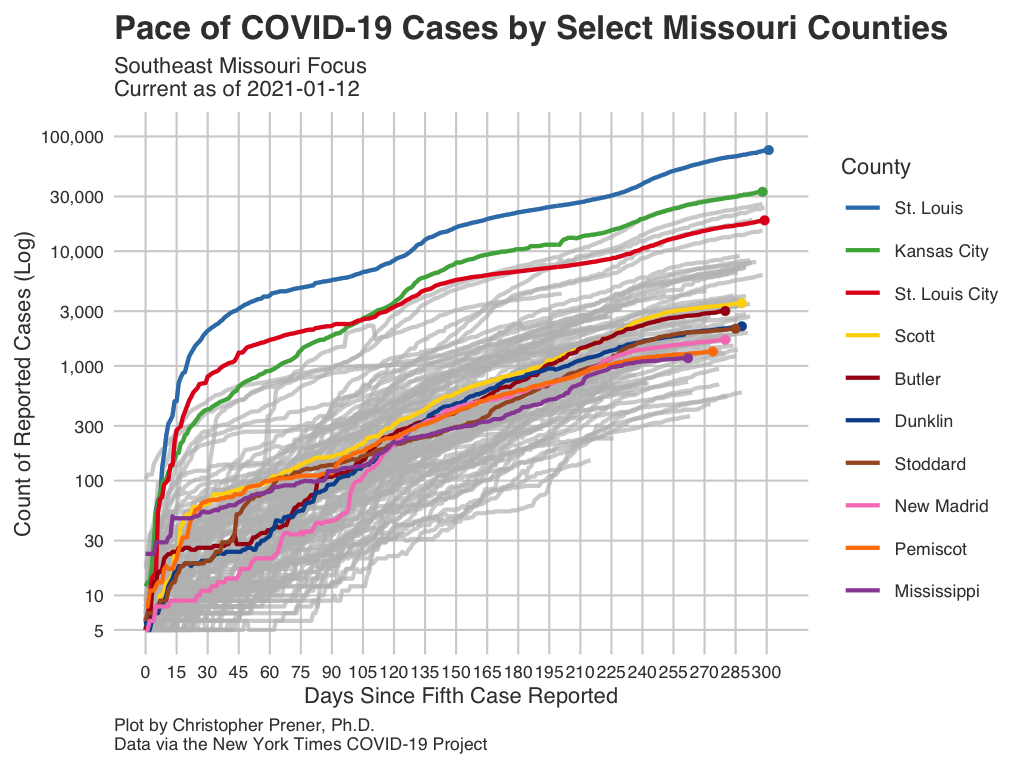 Pace of COVID-19 Cases by Select Missouri Counties
Southeast Missouri Focus
Current as of 2021-01-12
Count of Reported Cases (Log)
100,000
30,000
10,000
3,000
1,000
300
100
30
10
5
0 15 30 45 60 75 90 105 120 135 150 165 180 195 210 225 240 255 270 285 300
Days Since Fifth Case Reported
County
St. Louis
Kansas City
St. Louis City
Scott
Butler
Dunklin
Stoddard
New Madrid
Pemiscot
Mississippi
Plot by Christopher Prener, Ph.D.
Data via the New York Times COVID-19 Project